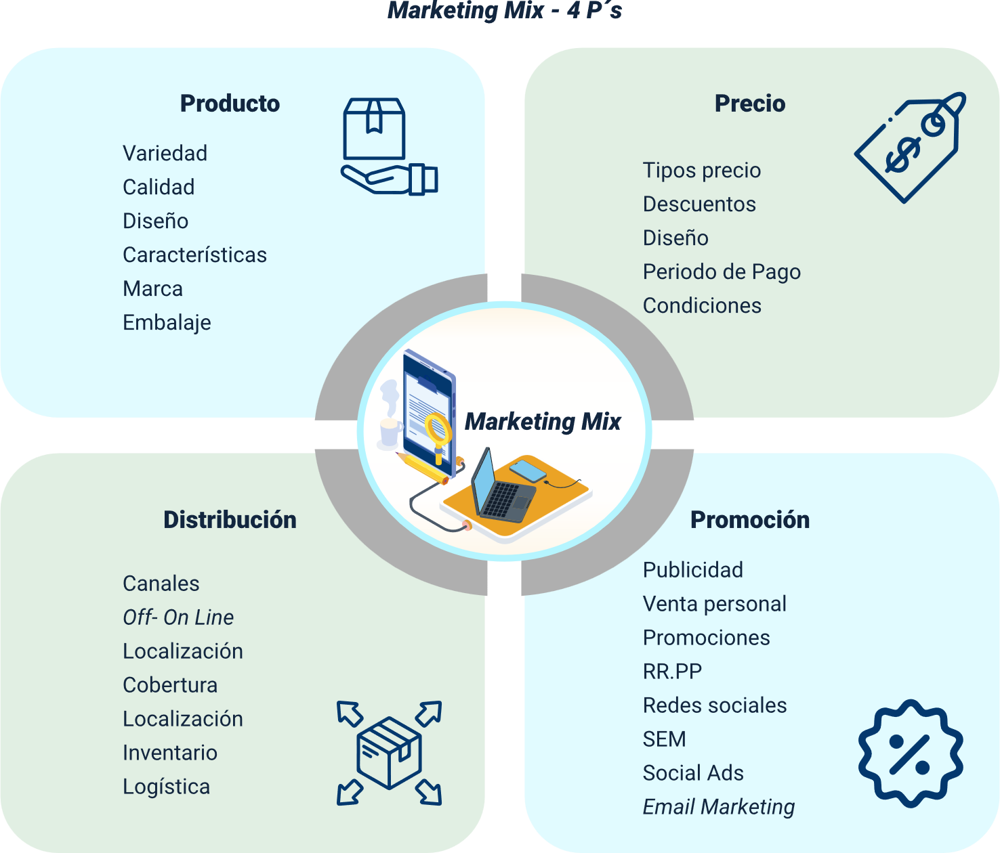 Marketing Mix - 4 P´s
Producto
Variedad
Calidad
Diseño
Características
Marca
Embalaje
Precio
Tipos precio
Descuentos
Diseño
Periodo de Pago
Condiciones
$
Marketing Mix
Distribución
Canales
Off- On Line
Localización
Cobertura
Localización
Inventario
Logística
Promoción
Publicidad
Venta personal
Promociones
RR.PP
Redes sociales
SEM
Social Ads
Email Marketing
%